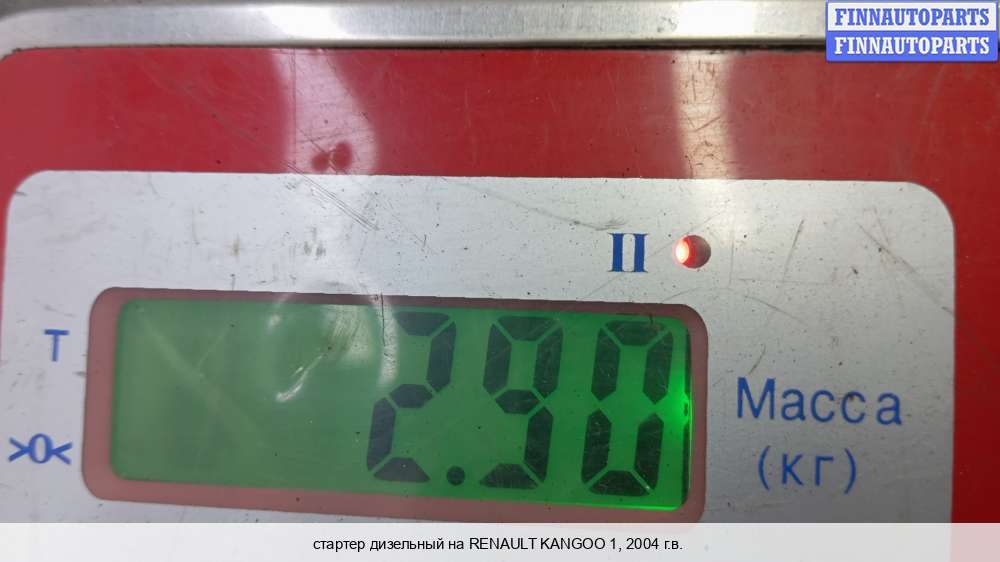 FINNAUTOPARTS
FINNAUTOPARTS
II
T
2.90
>0<
Масса
(кг)
стартер дизельный на RENAULT KANGOO 1, 2004 г.в.